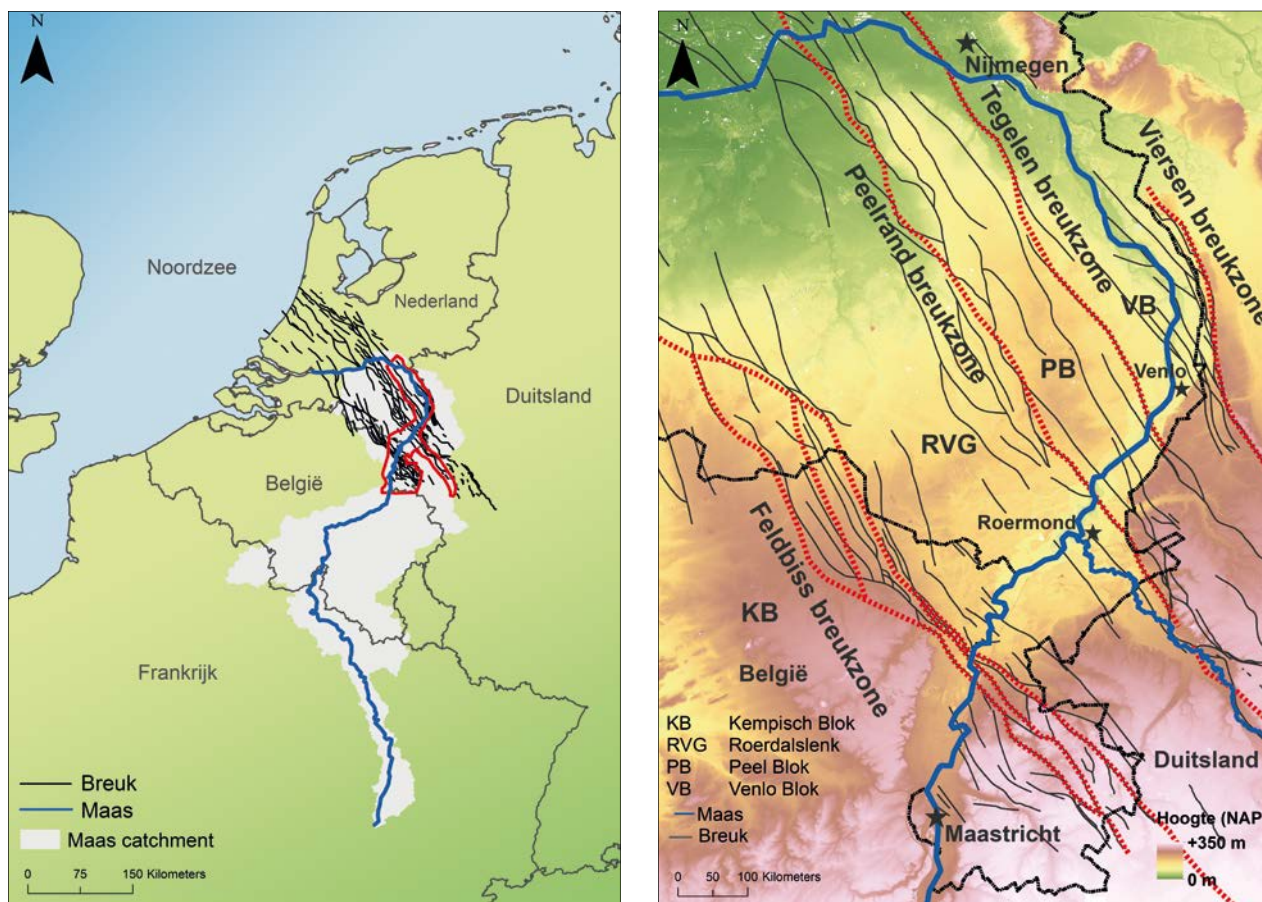 N
Noordzee
Nederland
Duitsland
België
Frankrijk
Breuk
Maas
Maas catchment
0 75 150 Kilometers
N
Nijmegen
Tegelen breukzone
Viersen breukzone
Peelrand breukzone
VB
Venlo
PB
RVG
Roermond
Feldbiss breukzone
KB
België
KB Kempisch Blok
RVG Roerdalslenk
PB Peel Blok
VB Venlo Blok
Maas
Breuk
Duitsland
Maastricht
Hoogte (NAP
+350 m
0 m
0 50 100 Kilometers